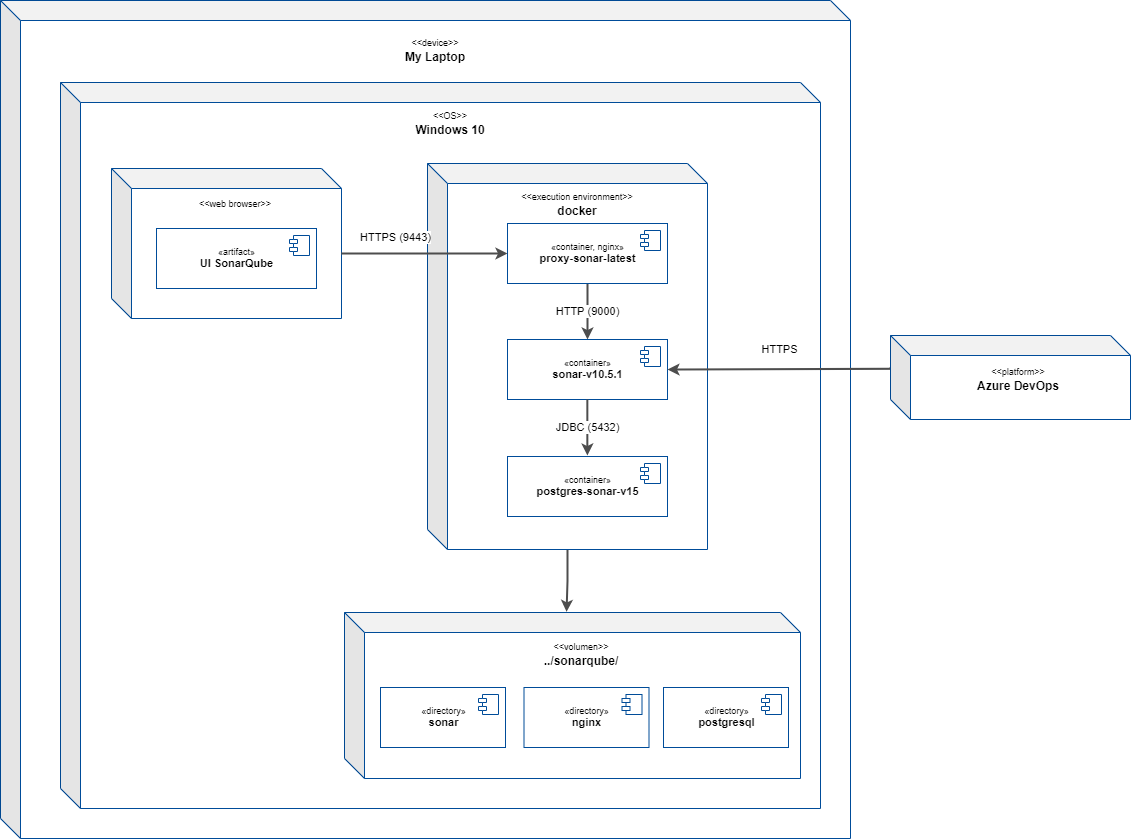 <<device>>
My Laptop
<<OS>>
Windows 10
<<web browser>>
«artifact»
UI SonarQube
HTTPS (9443)
<<execution environment>>
docker
«container, nginx»
proxy-sonar-latest
HTTP (9000)
«container»
sonar-v10.5.1
HTTPS
<<platform>>
Azure DevOps
JDBC (5432)
«container»
postgres-sonar-v15
<<volumen>>
../sonarqube/
«directory»
sonar
«directory»
nginx
«directory»
postgresql